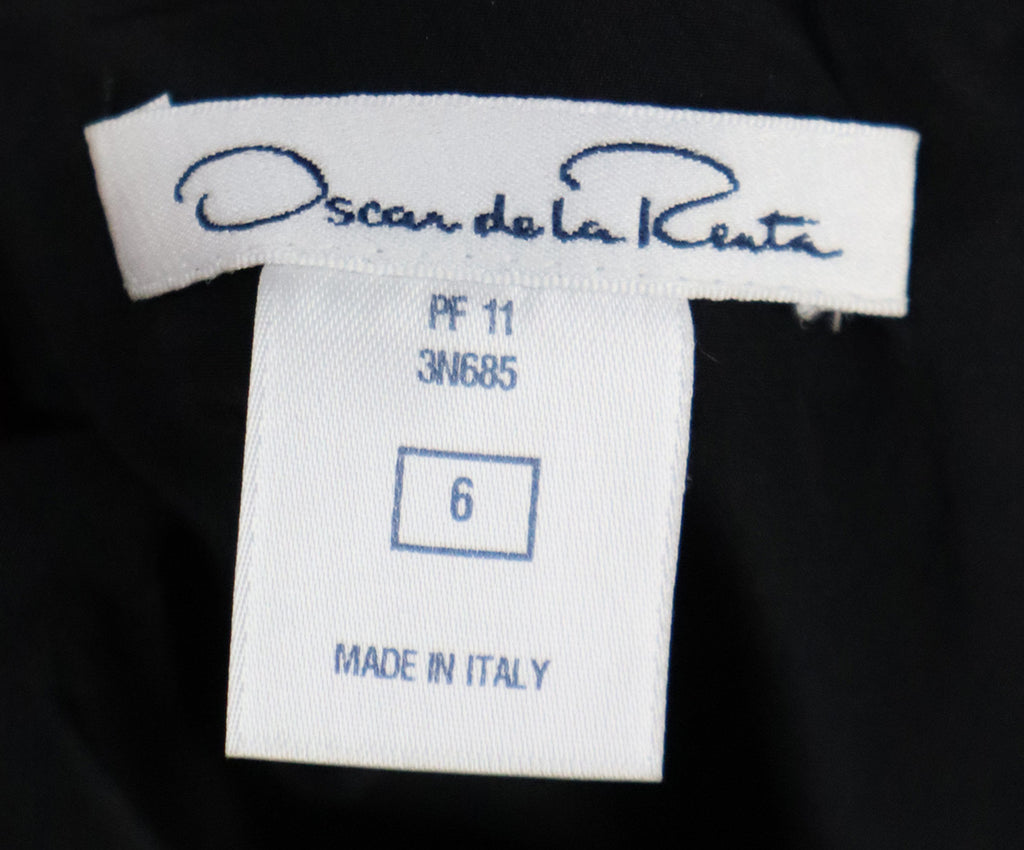 Oscar de la Renta
PF 11
3N685
6
MADE IN ITALY